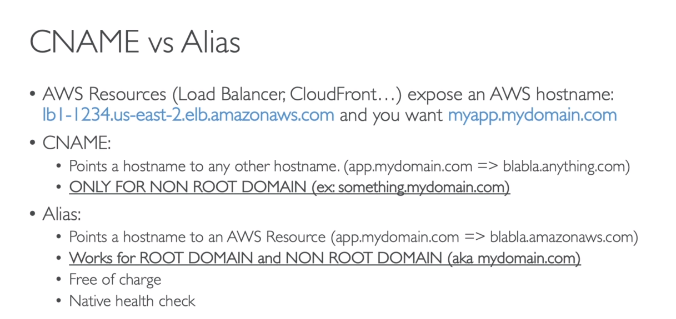 CNAME vs Alias
• AWS Resources (Load Balancer, CloudFront…) expose an AWS hostname:
lb1-1234.us-east-2.elb.amazonaws.com and you want myapp.mydomain.com
• CNAME:
• Points a hostname to any other hostname. (app.mydomain.com => blabla.anything.com)
• ONLY FOR NON ROOT DOMAIN (ex: something.mydomain.com)
• Alias:
• Points a hostname to an AWS Resource (app.mydomain.com => blabla.amazonaws.com)
• Works for ROOT DOMAIN and NON ROOT DOMAIN (aka mydomain.com)
• Free of charge
• Native health check